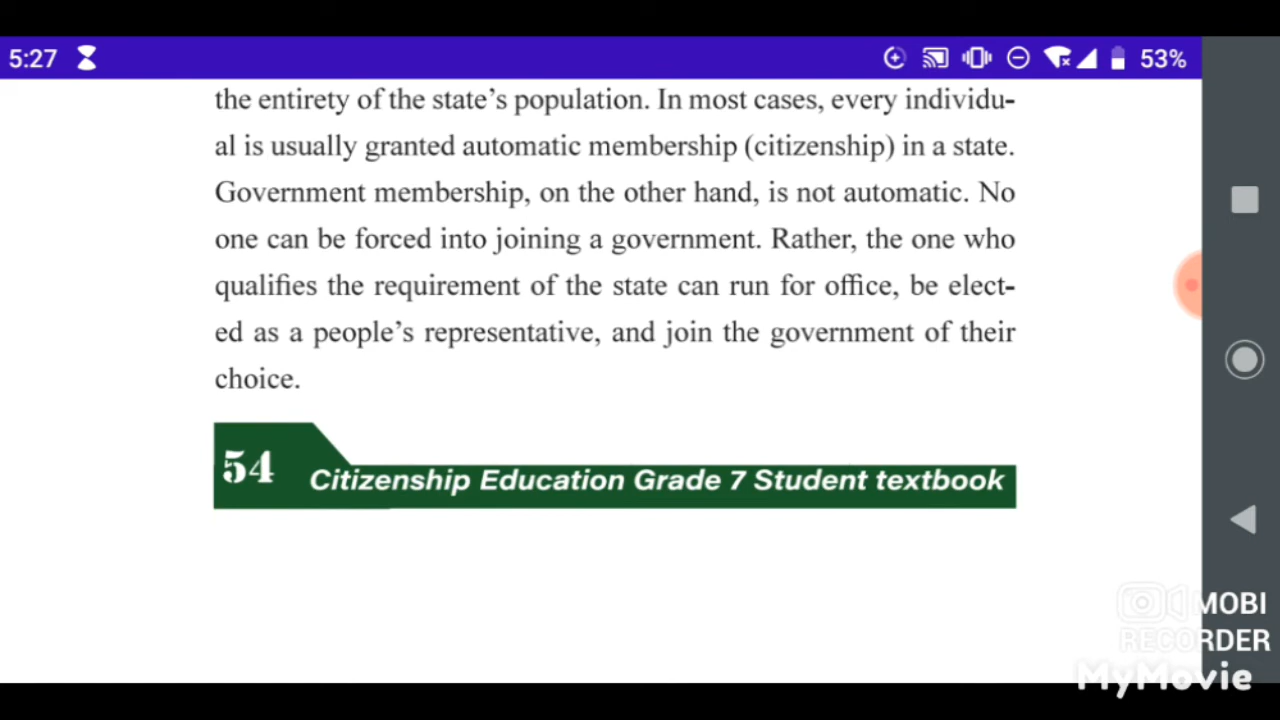 5:27
53%
the entirety of the state's population. In most cases, every individu-
al is usually granted automatic membership (citizenship) in a state.
Government membership, on the other hand, is not automatic. No
one can be forced into joining a government. Rather, the one who
qualifies the requirement of the state can run for office, be elect-
ed as a people's representative, and join the government of their
choice.
54
Citizenship Education Grade 7 Student textbook
MOBI
RECORDER
MyMovie